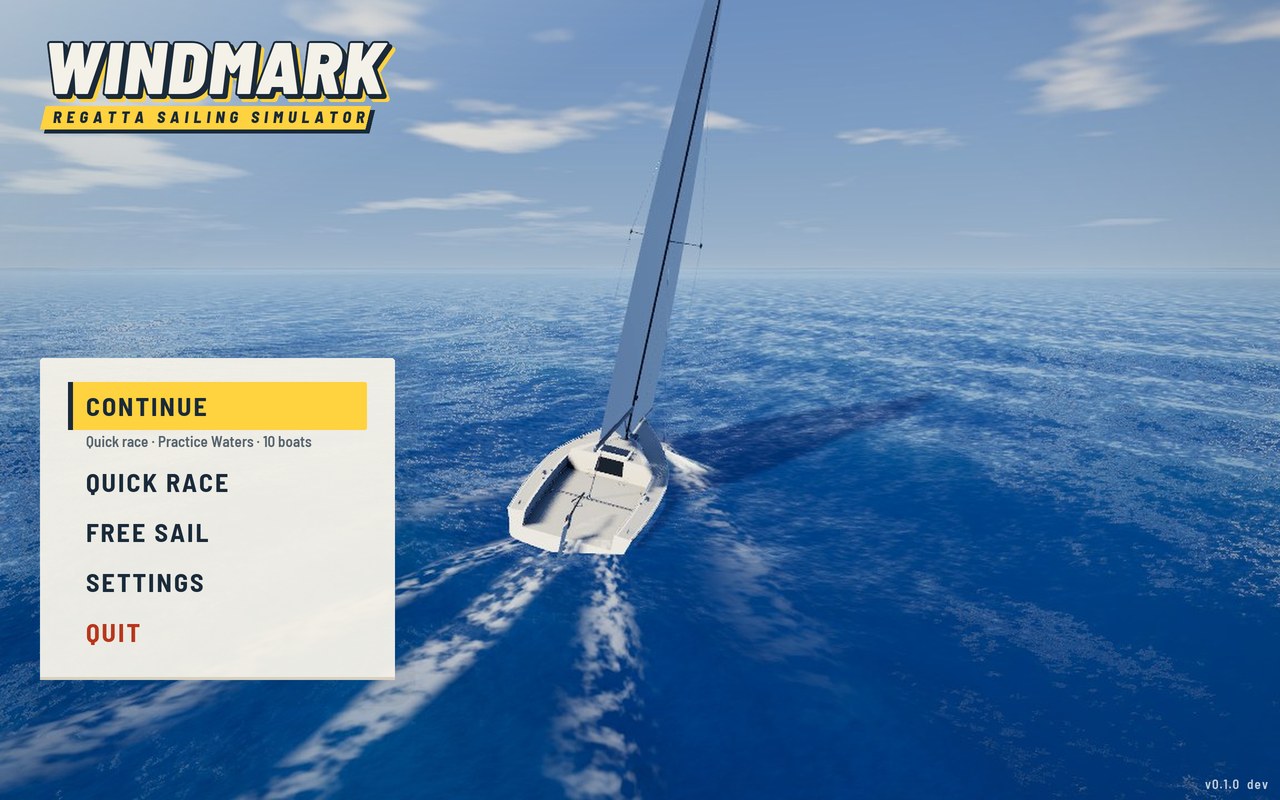 WINDMARK
REGATTA SAILING SIMULATOR
CONTINUE
Quick race · Practice Waters · 10 boats
QUICK RACE
FREE SAIL
SETTINGS
QUIT
v0.1.0 dev